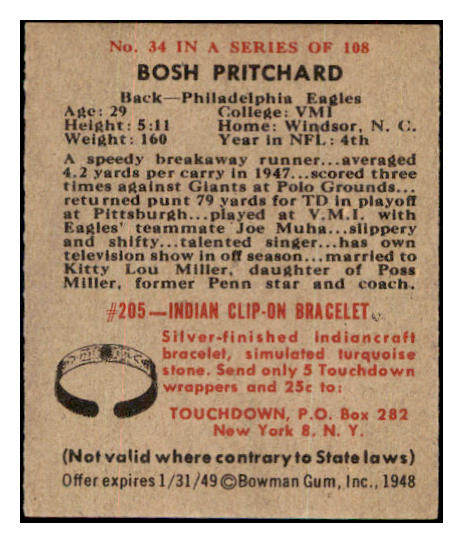 No. 34 IN A SERIES OF 108
BOSH PRITCHARD
Back—Philadelphia Eagles
Age: 29 College: VMI
Height: 5:11 Home: Windsor, N. C.
Weight: 160 Year in NFL: 4th
A speedy breakaway runner...averaged
4.2 yards per carry in 1947...scored three
times against Giants at Polo Grounds...
returned punt 79 yards for TD in playoff
at Pittsburgh...played at V.M.I. with
Eagles' teammate Joe Muha...slippery
and shifty...talented singer...has own
television show in off season...married to
Kitty Lou Miller, daughter of Poss
Miller, former Penn star and coach.
#205—INDIAN CLIP-ON BRACELET
Silver-finished Indiancraft
bracelet, simulated turquoise
stone. Send only 5 Touchdown
wrappers and 25c to:
TOUCHDOWN, P.O. Box 282
New York 8, N. Y.
(Not valid where contrary to State laws)
Offer expires 1/31/49 ©Bowman Gum, Inc., 1948